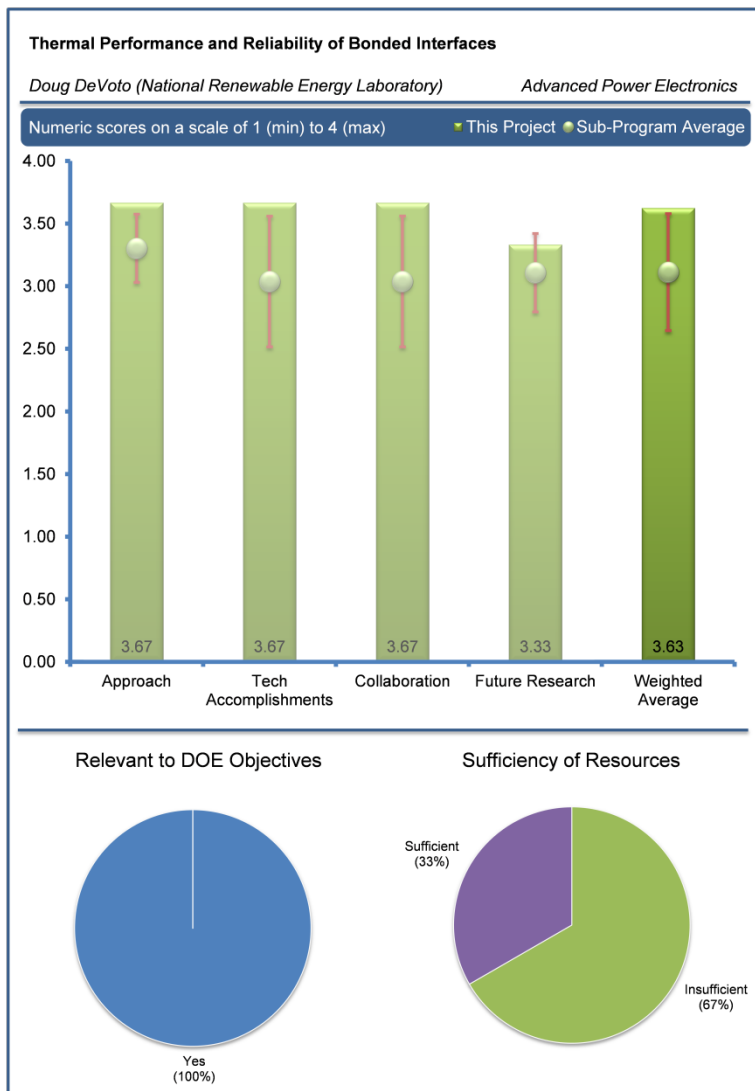 Thermal Performance and Reliability of Bonded Interfaces
Doug DeVoto (National Renewable Energy Laboratory) Advanced Power Electronics
Numeric scores on a scale of 1 (min) to 4 (max) This Project Sub-Program Average
4.00
3.50
3.00
2.50
2.00
1.50
1.00
0.50
0.00
3.67 3.67 3.67 3.33 3.63
Approach Tech Collaboration Future Research Weighted
Accomplishments Average
Relevant to DOE Objectives Sufficiency of Resources
Sufficient
(33%)
Insufficient
(67%)
Yes
(100%)